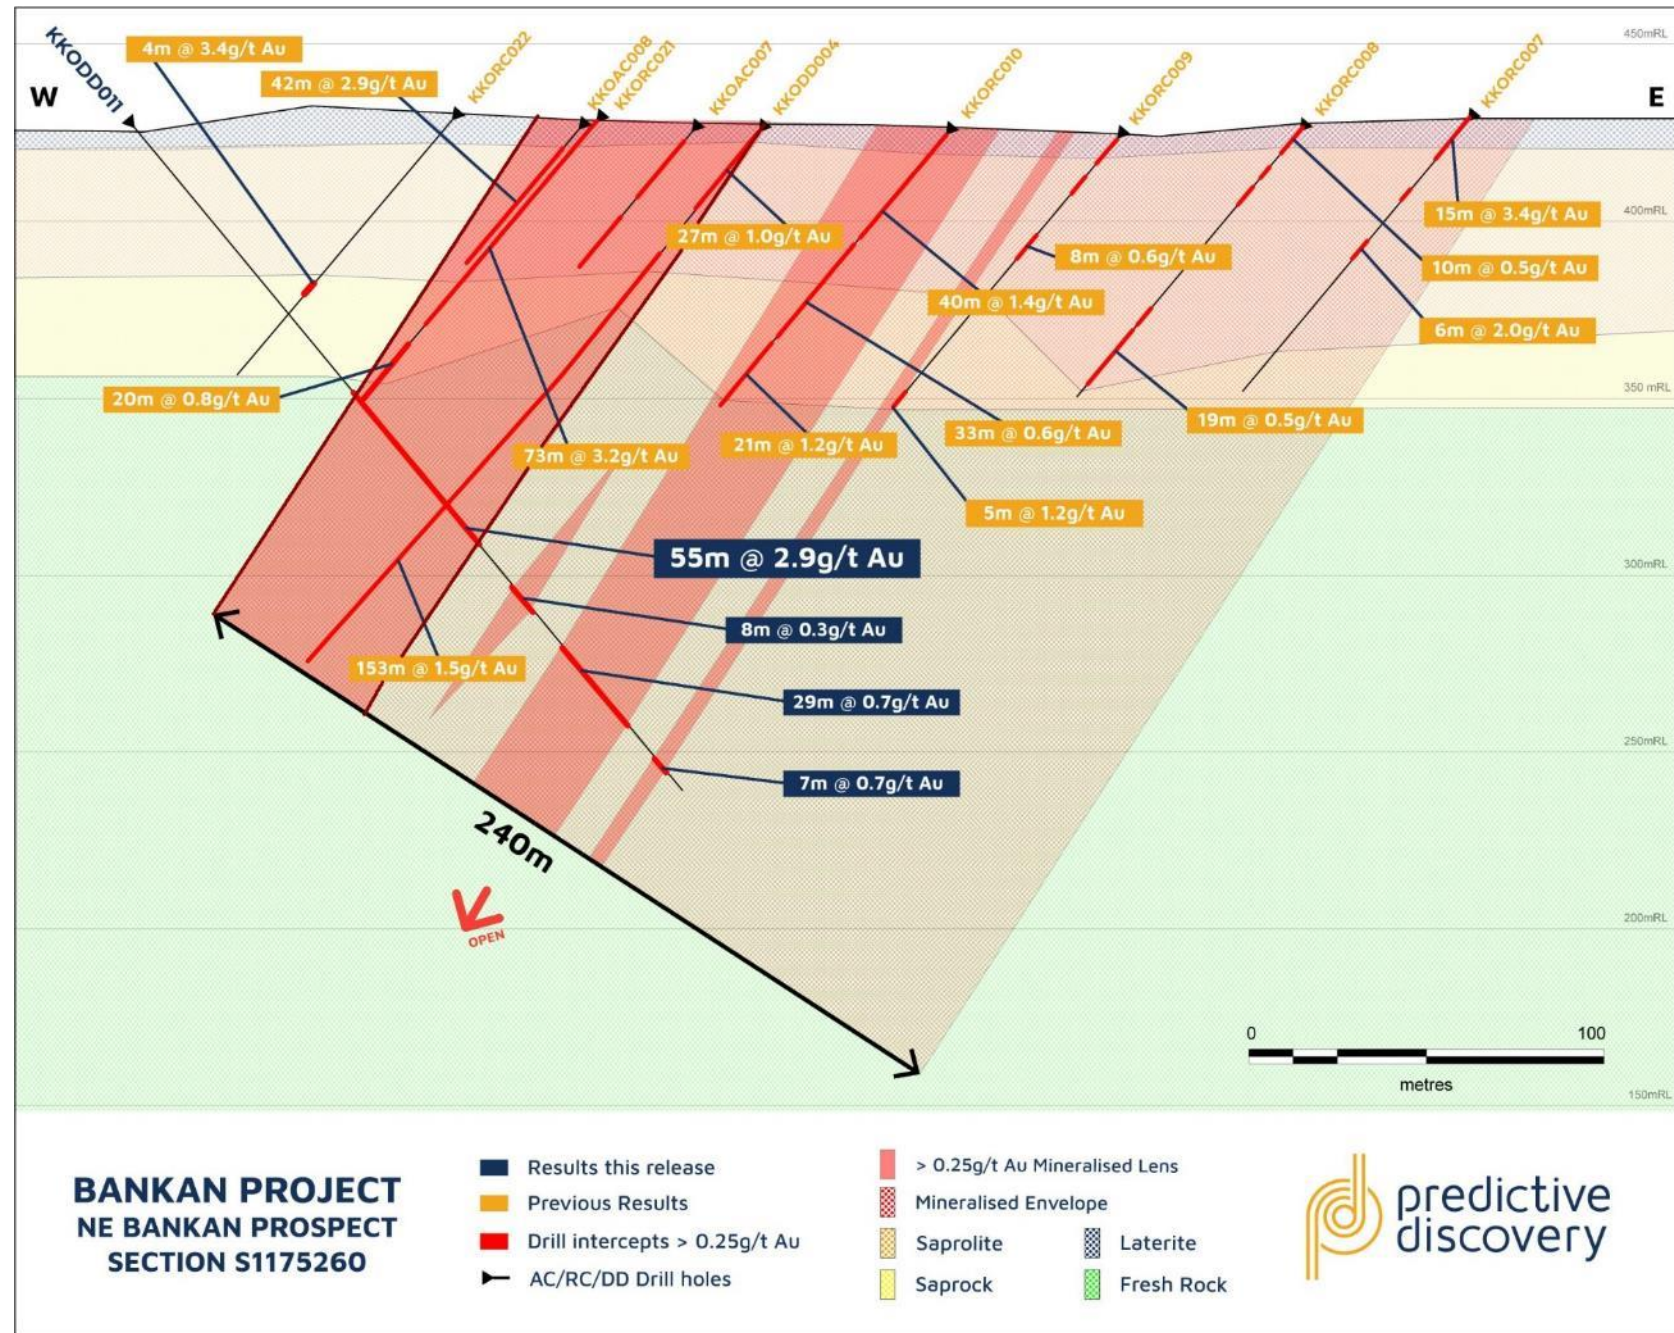 450mRL
W
E
KKODD011
4m @ 3.4g/t Au
42m @ 2.9g/t Au
KKORC022
KKOAC008
KKORC021
KKOAC007
KKODD004
KKORC010
KKORC009
KKORC008
KKORC007
400mRL
15m @ 3.4g/t Au
27m @ 1.0g/t Au
8m @ 0.6g/t Au
10m @ 0.5g/t Au
40m @ 1.4g/t Au
6m @ 2.0g/t Au
350 mRL
20m @ 0.8g/t Au
19m @ 0.5g/t Au
33m @ 0.6g/t Au
21m @ 1.2g/t Au
73m @ 3.2g/t Au
5m @ 1.2g/t Au
55m @ 2.9g/t Au
300mRL
8m @ 0.3g/t Au
153m @ 1.5g/t Au
29m @ 0.7g/t Au
250mRL
7m @ 0.7g/t Au
240m
200mRL
OPEN
0 100
metres
150mRL
BANKAN PROJECT
NE BANKAN PROSPECT
SECTION S1175260
Results this release
Previous Results
Drill intercepts > 0.25g/t Au
AC/RC/DD Drill holes
> 0.25g/t Au Mineralised Lens
Mineralised Envelope
Saprolite
Laterite
Saprock
Fresh Rock
predictive
discovery